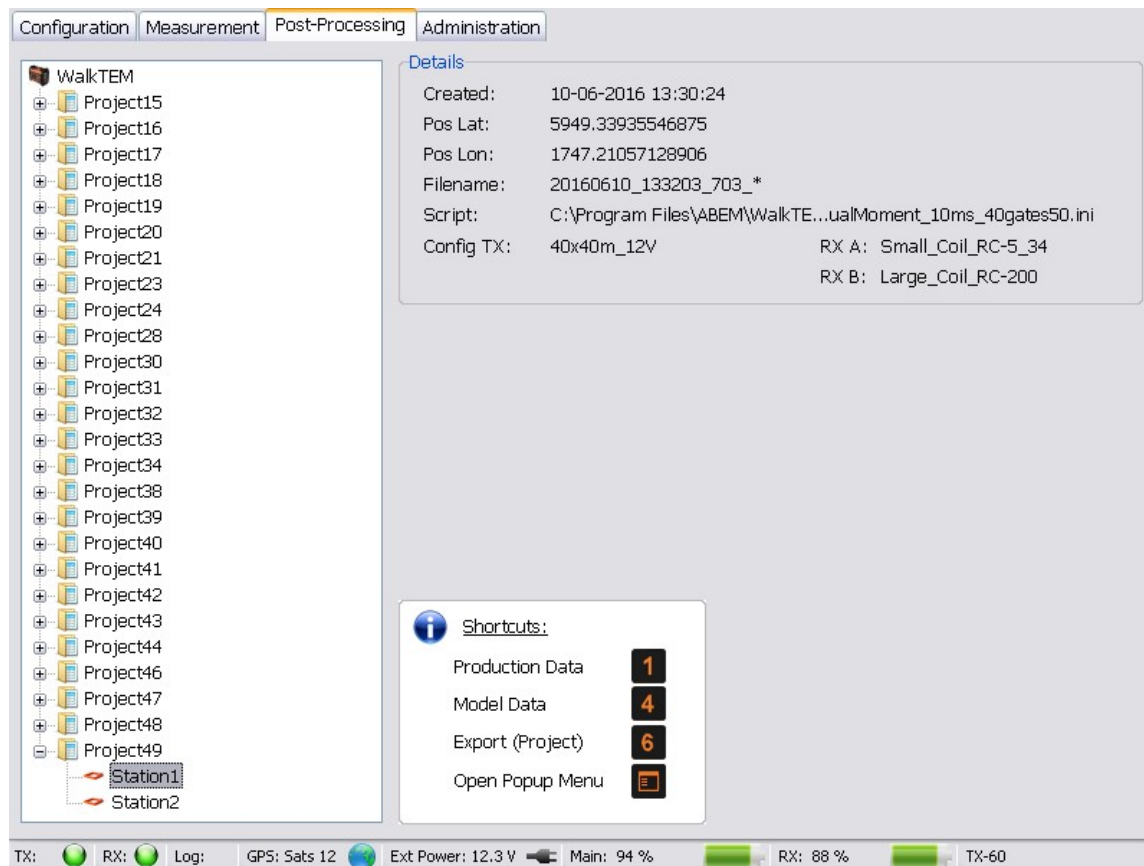 Configuration Measurement Post-Processing Administration
WalkTEM
Project15
Project16
Project17
Project18
Project19
Project20
Project21
Project23
Project24
Project28
Project30
Project31
Project32
Project33
Project34
Project38
Project39
Project40
Project41
Project42
Project43
Project44
Project46
Project47
Project48
Project49
Station1
Station2
Details
Created: 10-06-2016 13:30:24
Pos Lat: 5949.33935546875
Pos Lon: 1747.21057128906
Filename: 20160610_133203_703_*
Script: C:\Program Files\ABEM\WalkTE...ualMoment_10ms_40gates50.ini
Config TX: 40x40m_12V RX A: Small_Coil_RC-5_34
RX B: Large_Coil_RC-200
Shortcuts:
Production Data 1
Model Data 4
Export (Project) 6
Open Popup Menu
TX: RX: Log: GPS: Sats 12 Ext Power: 12.3 V Main: 94 % RX: 88 % TX-60